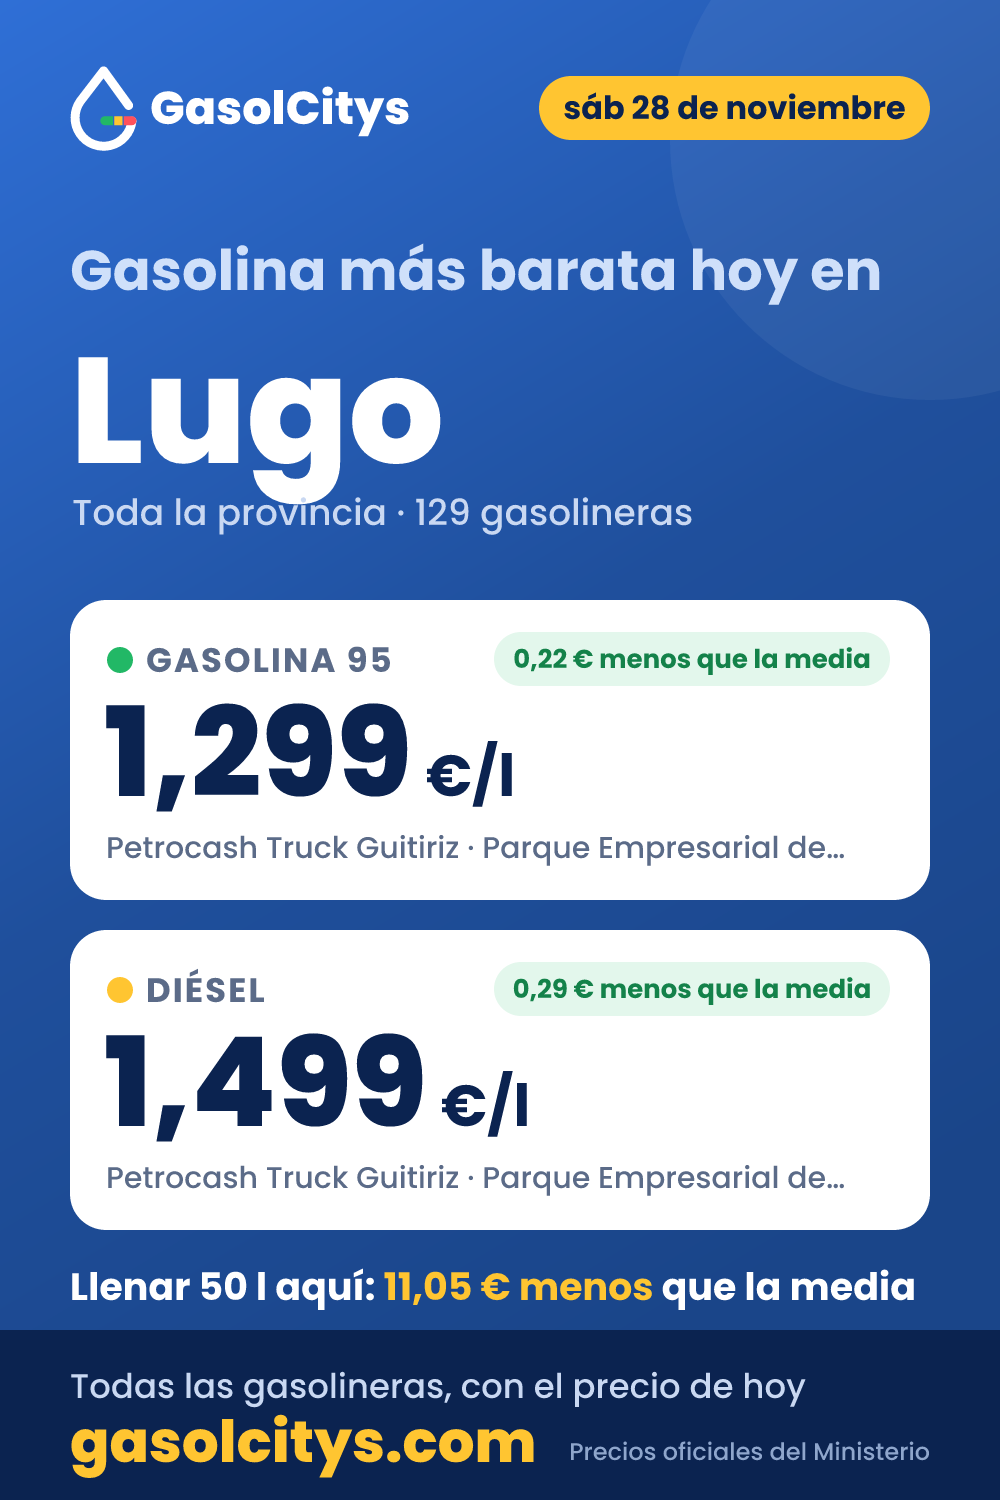 GasolCitys
sáb 28 de noviembre
Gasolina más barata hoy en
Lugo
Toda la provincia · 129 gasolineras
GASOLINA 95
0,22 € menos que la media
1,299 €/l
Petrocash Truck Guitiriz · Parque Empresarial de...
DIÉSEL
0,29 € menos que la media
1,499 €/l
Petrocash Truck Guitiriz · Parque Empresarial de...
Llenar 50 l aquí: 11,05 € menos que la media
Todas las gasolineras, con el precio de hoy
gasolcitys.com
Precios oficiales del Ministerio